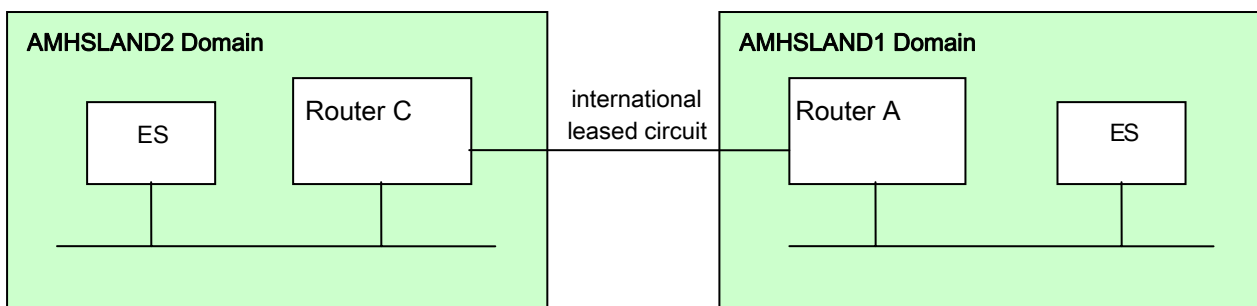 AMHSLAND2 Domain
ES
Router C
international
leased circuit
AMHSLAND1 Domain
Router A
ES